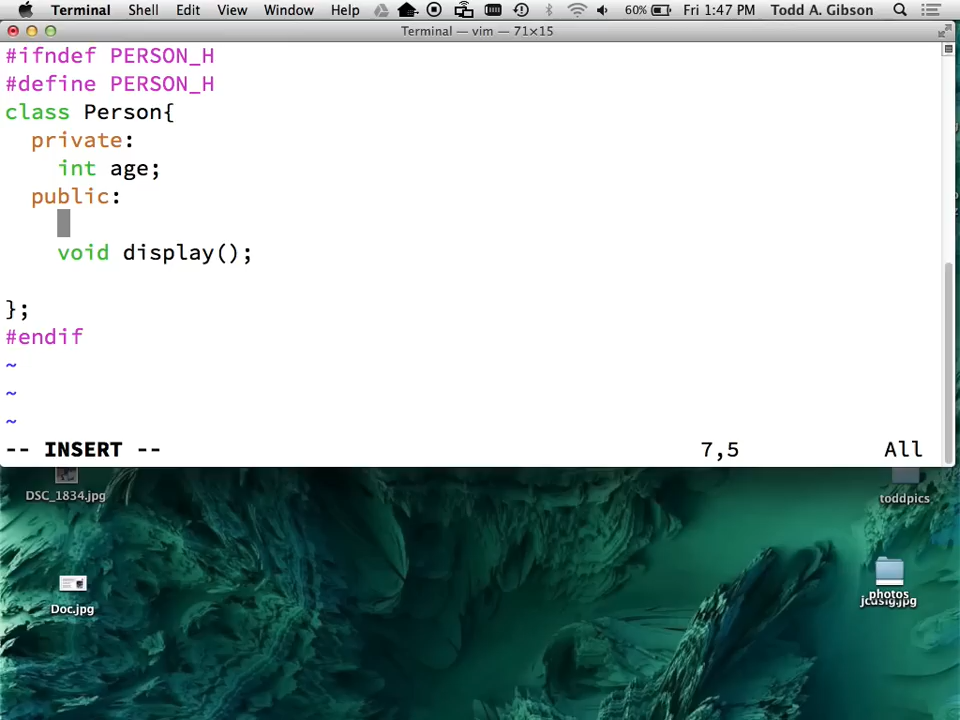 Terminal Shell Edit View Window Help 60% Fri 1:47 PM Todd A. Gibson
Terminal — vim — 71×15
#ifndef PERSON_H
#define PERSON_H
class Person{
  private:
    int age;
  public:
    void display();
};
#endif
~
~
~
-- INSERT -- 7,5 All
DSC_1834.jpg
toddpics
Doc.jpg
photos
jcdsig.jpg